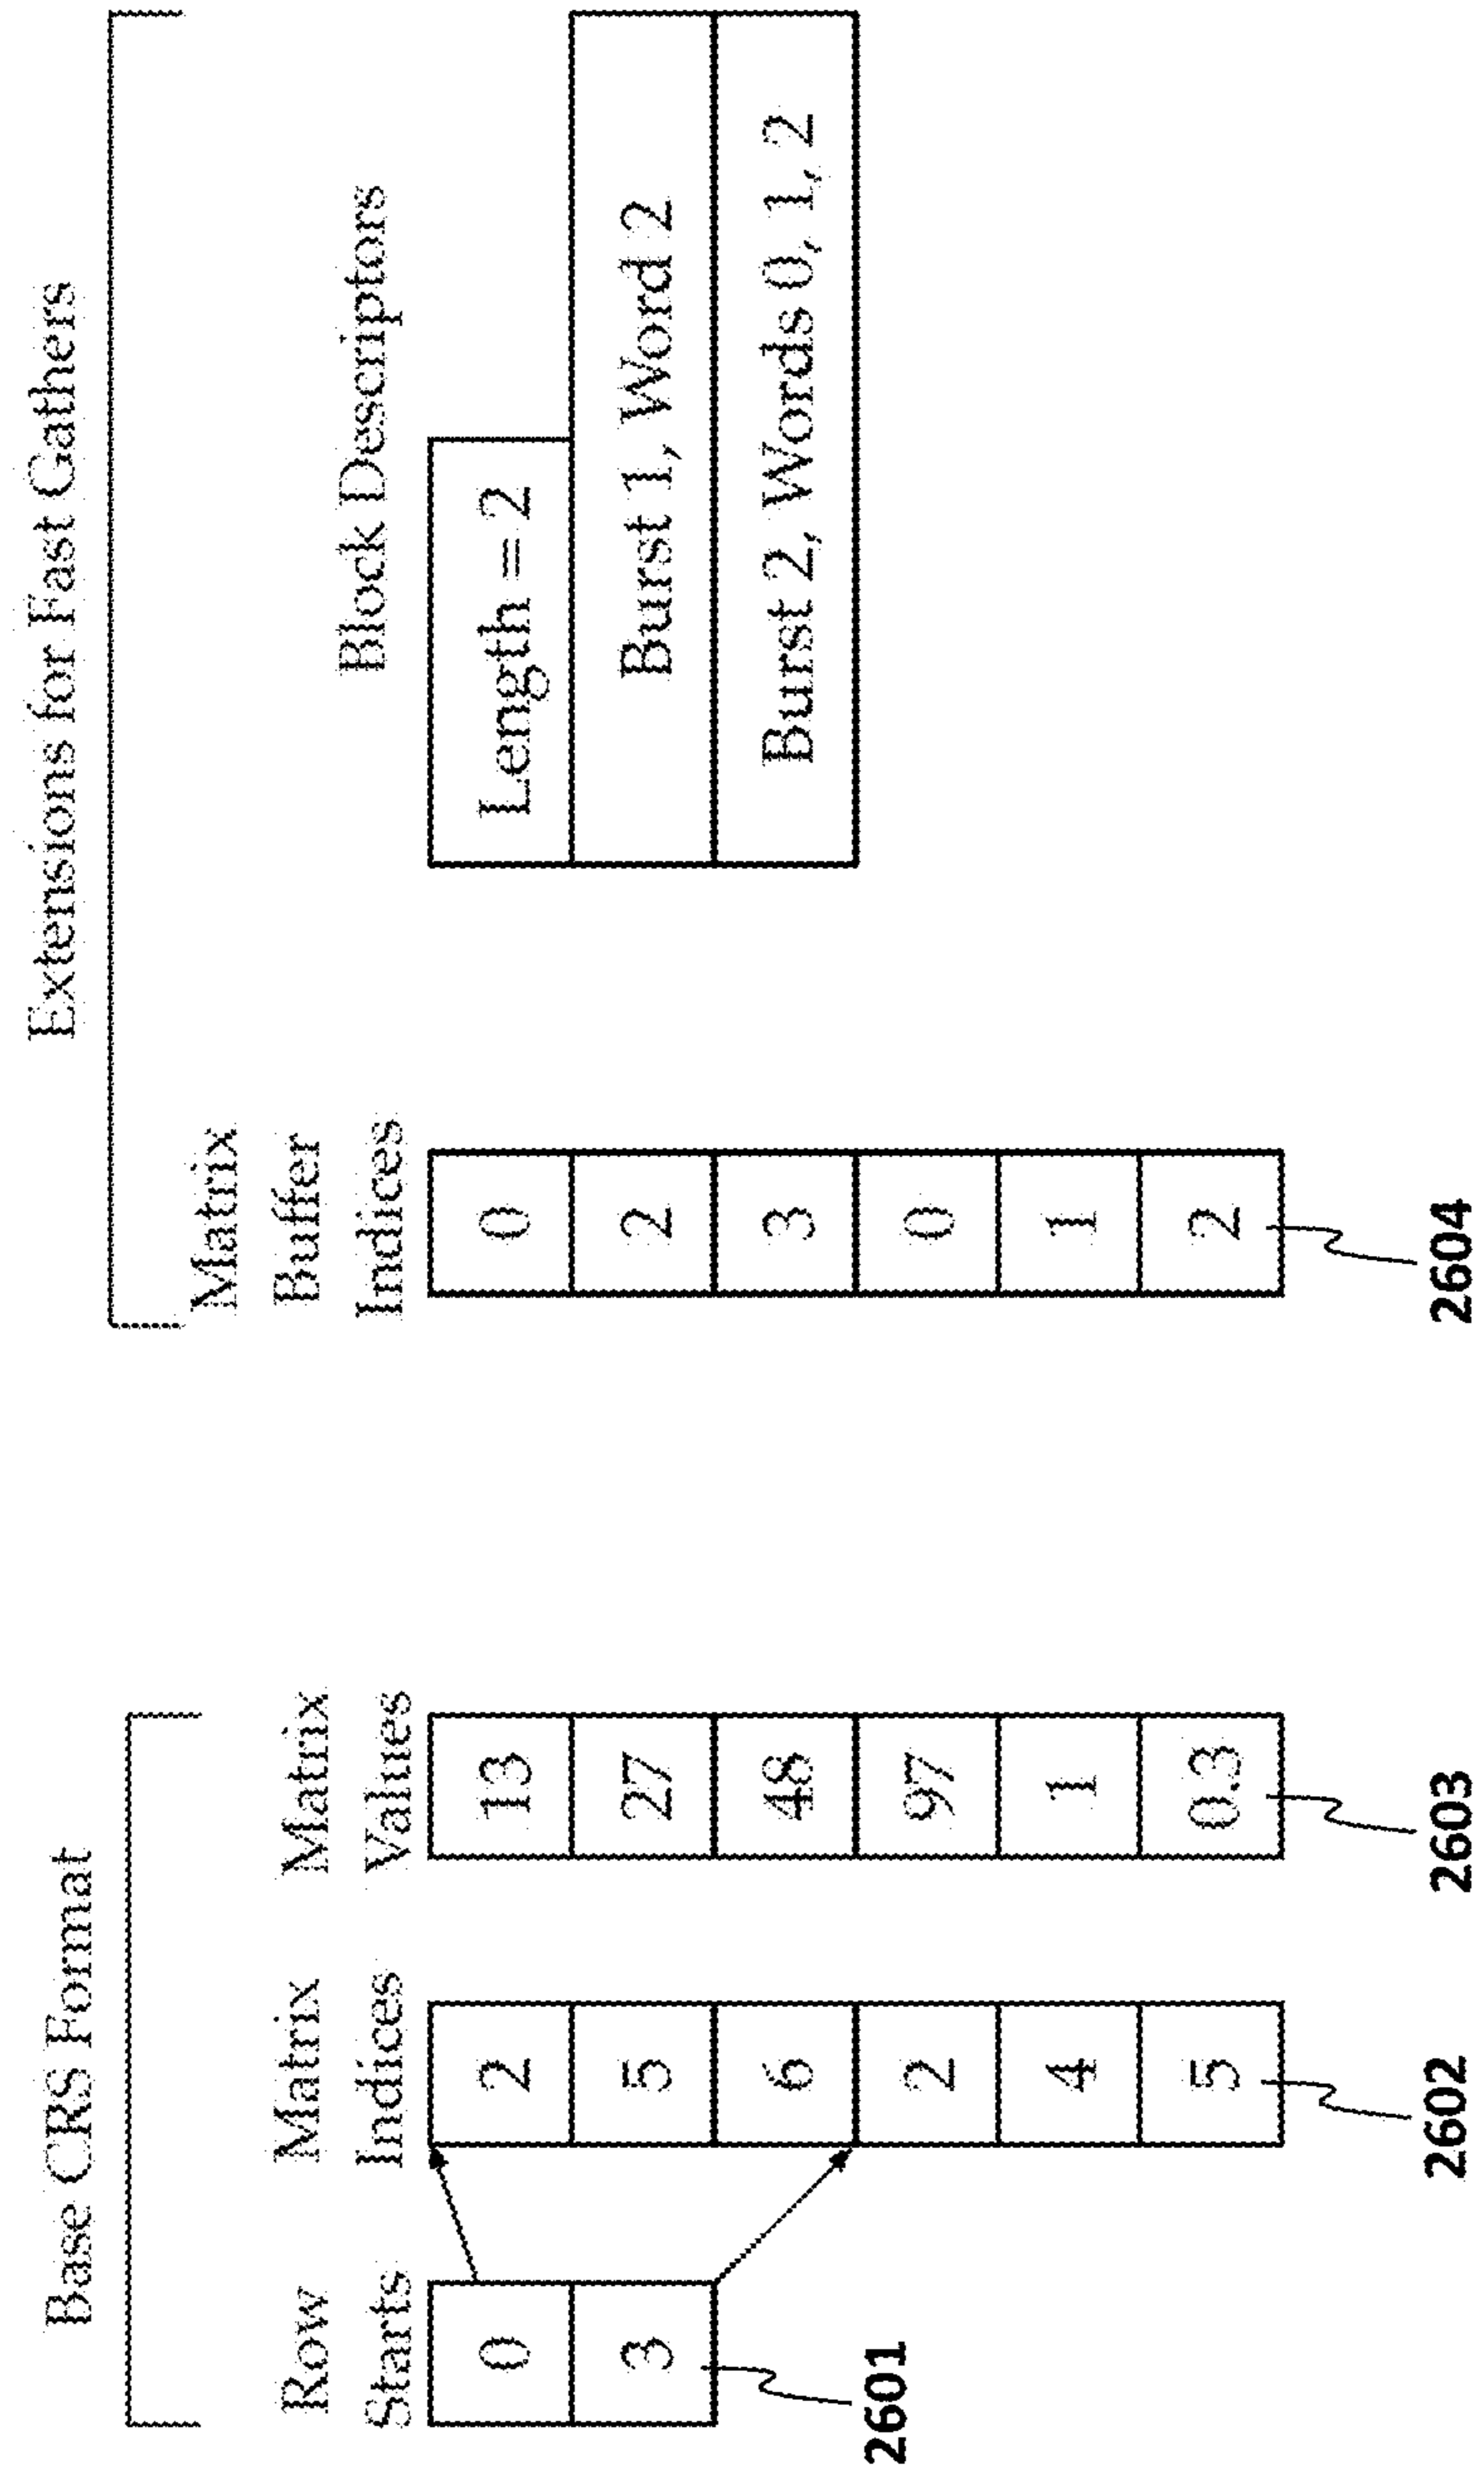 Base CRS Format
Row
Starts
0
3
2601
Matrix
Indices
2
5
6
2
4
5
2602
Matrix
Values
13
27
48
97
1
0.3
2603
Extensions for Fast Gathers
Matrix
Buffer
Indices
0
2
3
0
1
2
2604
Block Descriptors
Length = 2
Burst 1, Word 2
Burst 2, Words 0, 1, 2